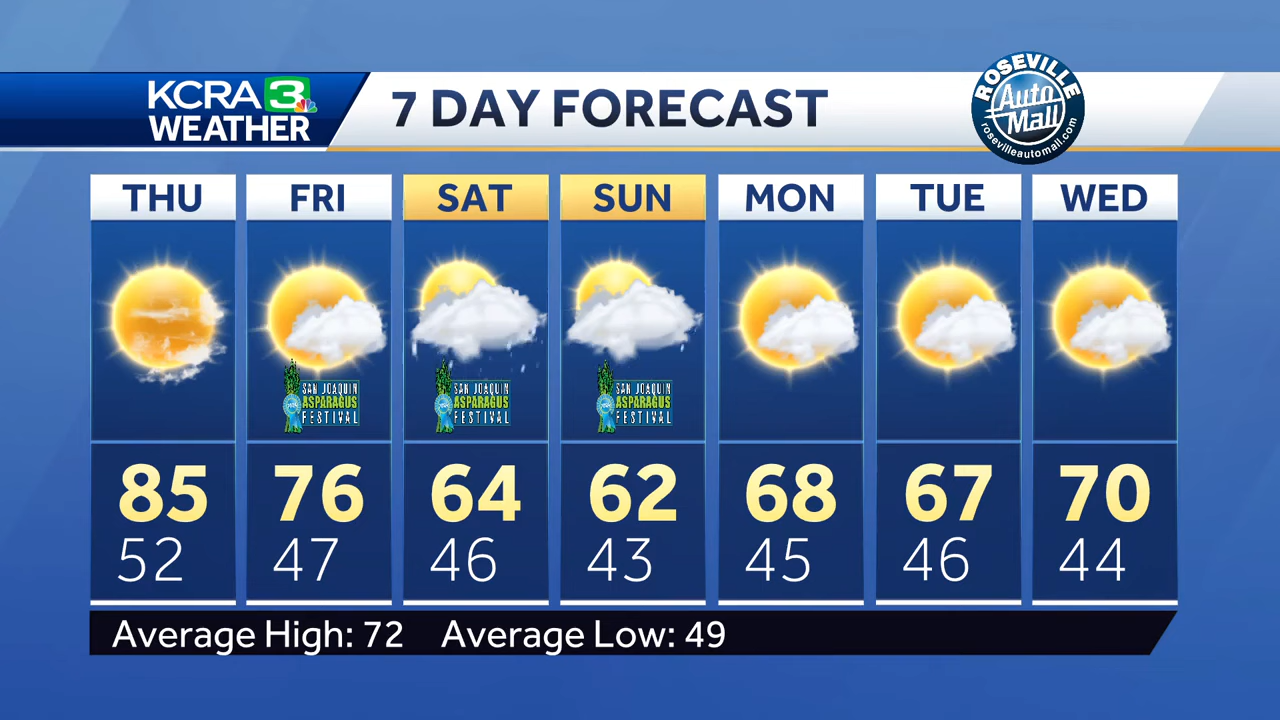 KCRA 3
WEATHER
7 DAY FORECAST
ROSEVILLE
Auto
Mall
rosevilleautomall.com
THU FRI SAT SUN MON TUE WED
SAN JOAQUIN
ASPARAGUS
FESTIVAL
SAN JOAQUIN
ASPARAGUS
FESTIVAL
SAN JOAQUIN
ASPARAGUS
FESTIVAL
85 76 64 62 68 67 70
52 47 46 43 45 46 44
Average High: 72 Average Low: 49